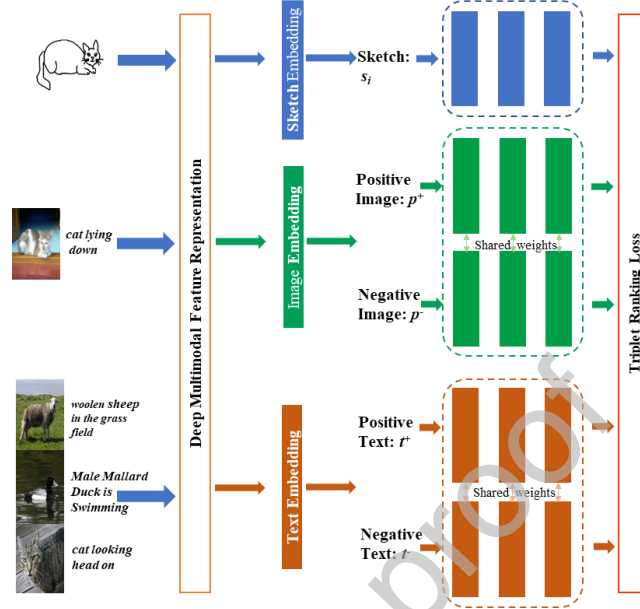 Sketch Embedding
Sketch:
s_i
cat lying
down
Deep Multimodal Feature Representation
Image Embedding
Positive
Image: p⁺
Shared weights
Negative
Image: p⁻
Triplet Ranking Loss
woolen sheep
in the grass
field
Male Mallard
Duck is
Swimming
cat looking
head on
Text Embedding
Positive
Text: t⁺
Shared weights
Negative
Text: t⁻
proof